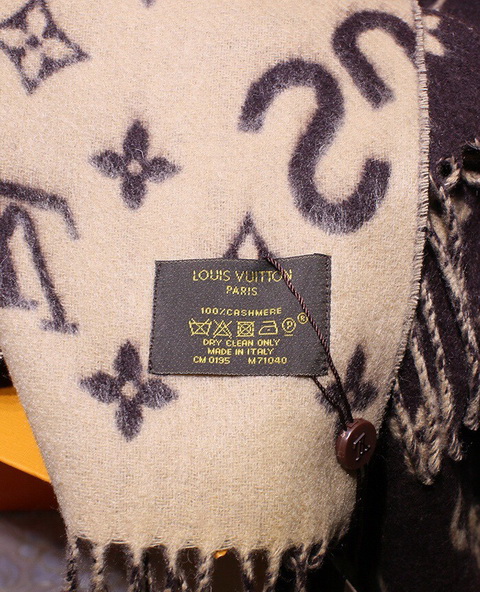 S
LOUIS VUITTON
PARIS
100%CASHMERE
DRY CLEAN ONLY
MADE IN ITALY
CM 0195 M71040